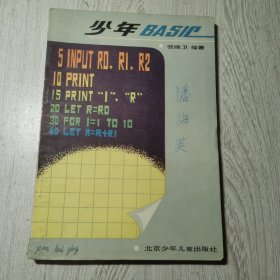 少年BASIC
张晓卫 编著
5 INPUT R0, R1, R2
10 PRINT
15 PRINT "I", "R"
20 LET R=R0
30 FOR I=1 TO 10
40 LET R=R+R1
潘海英
北京少年儿童出版社